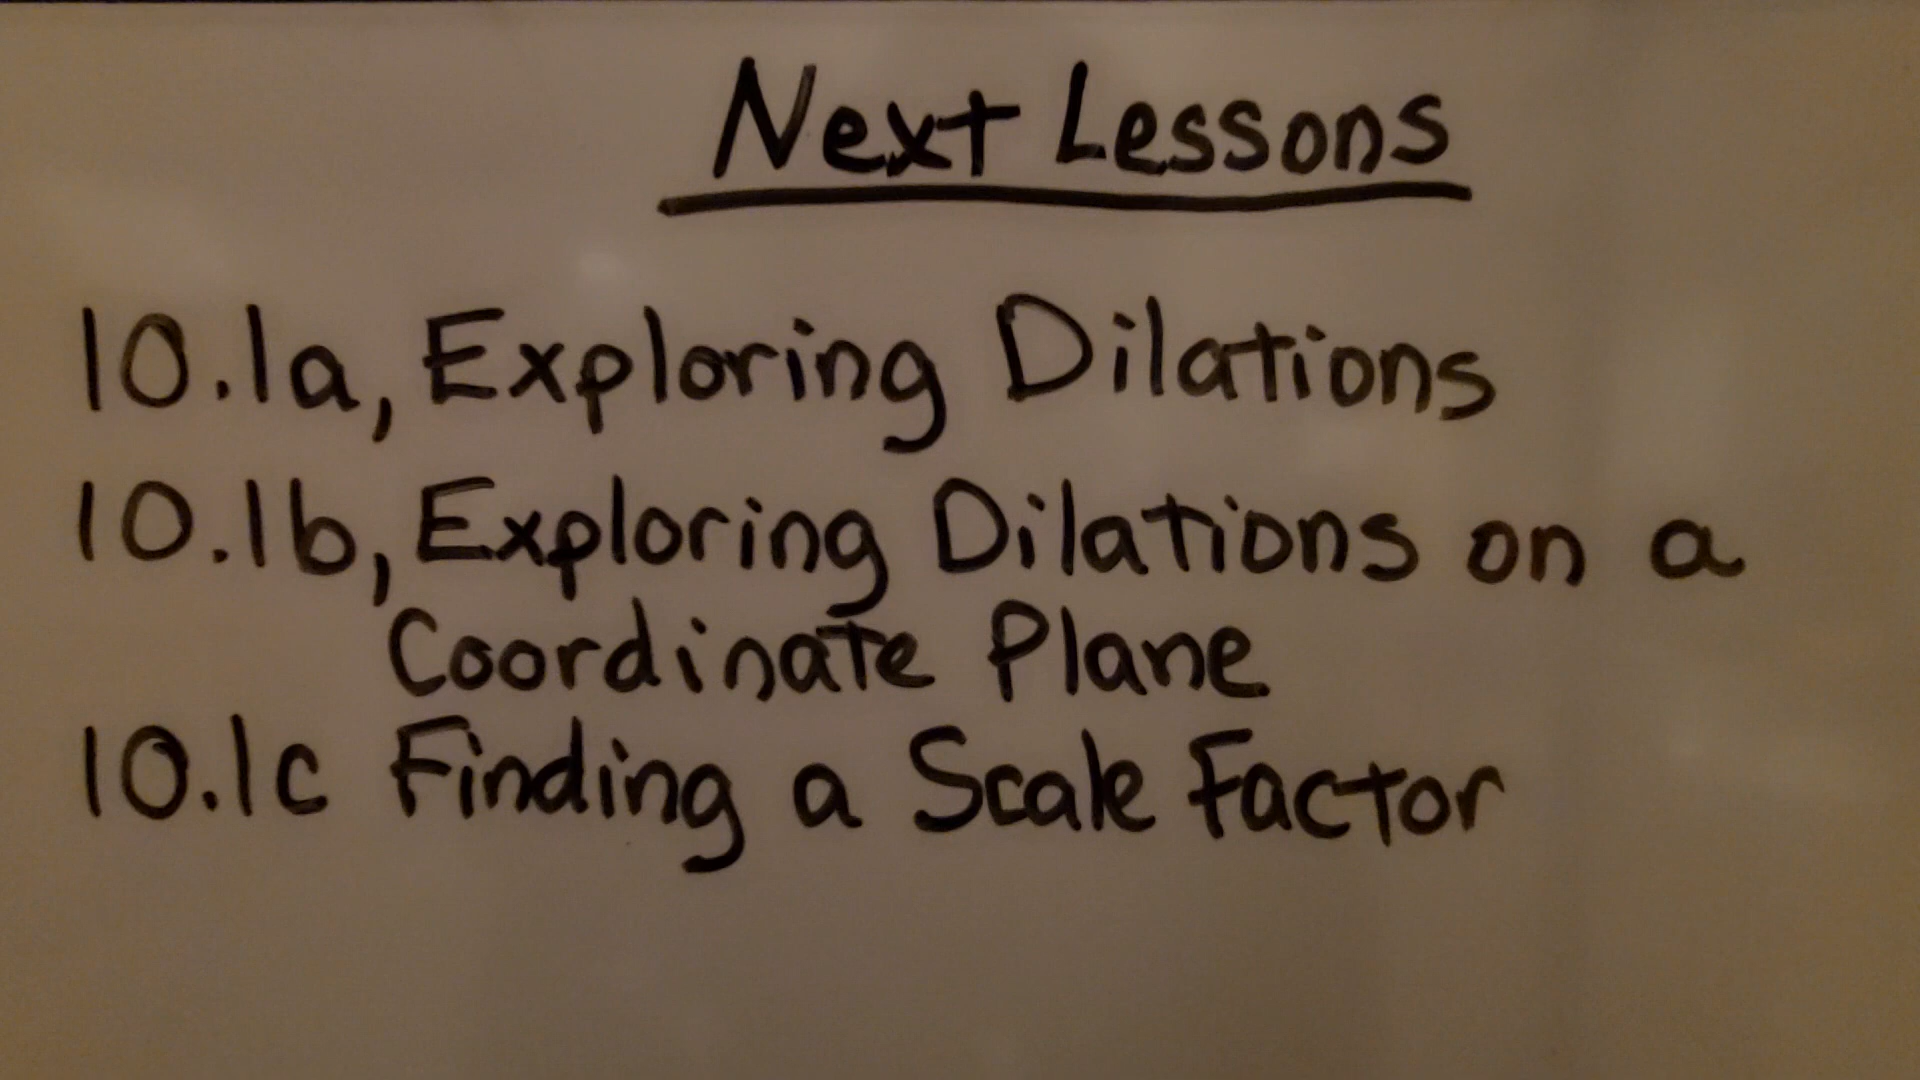 Next Lessons
10.1a, Exploring Dilations
10.1b, Exploring Dilations on a
Coordinate Plane
10.1c Finding a Scale Factor